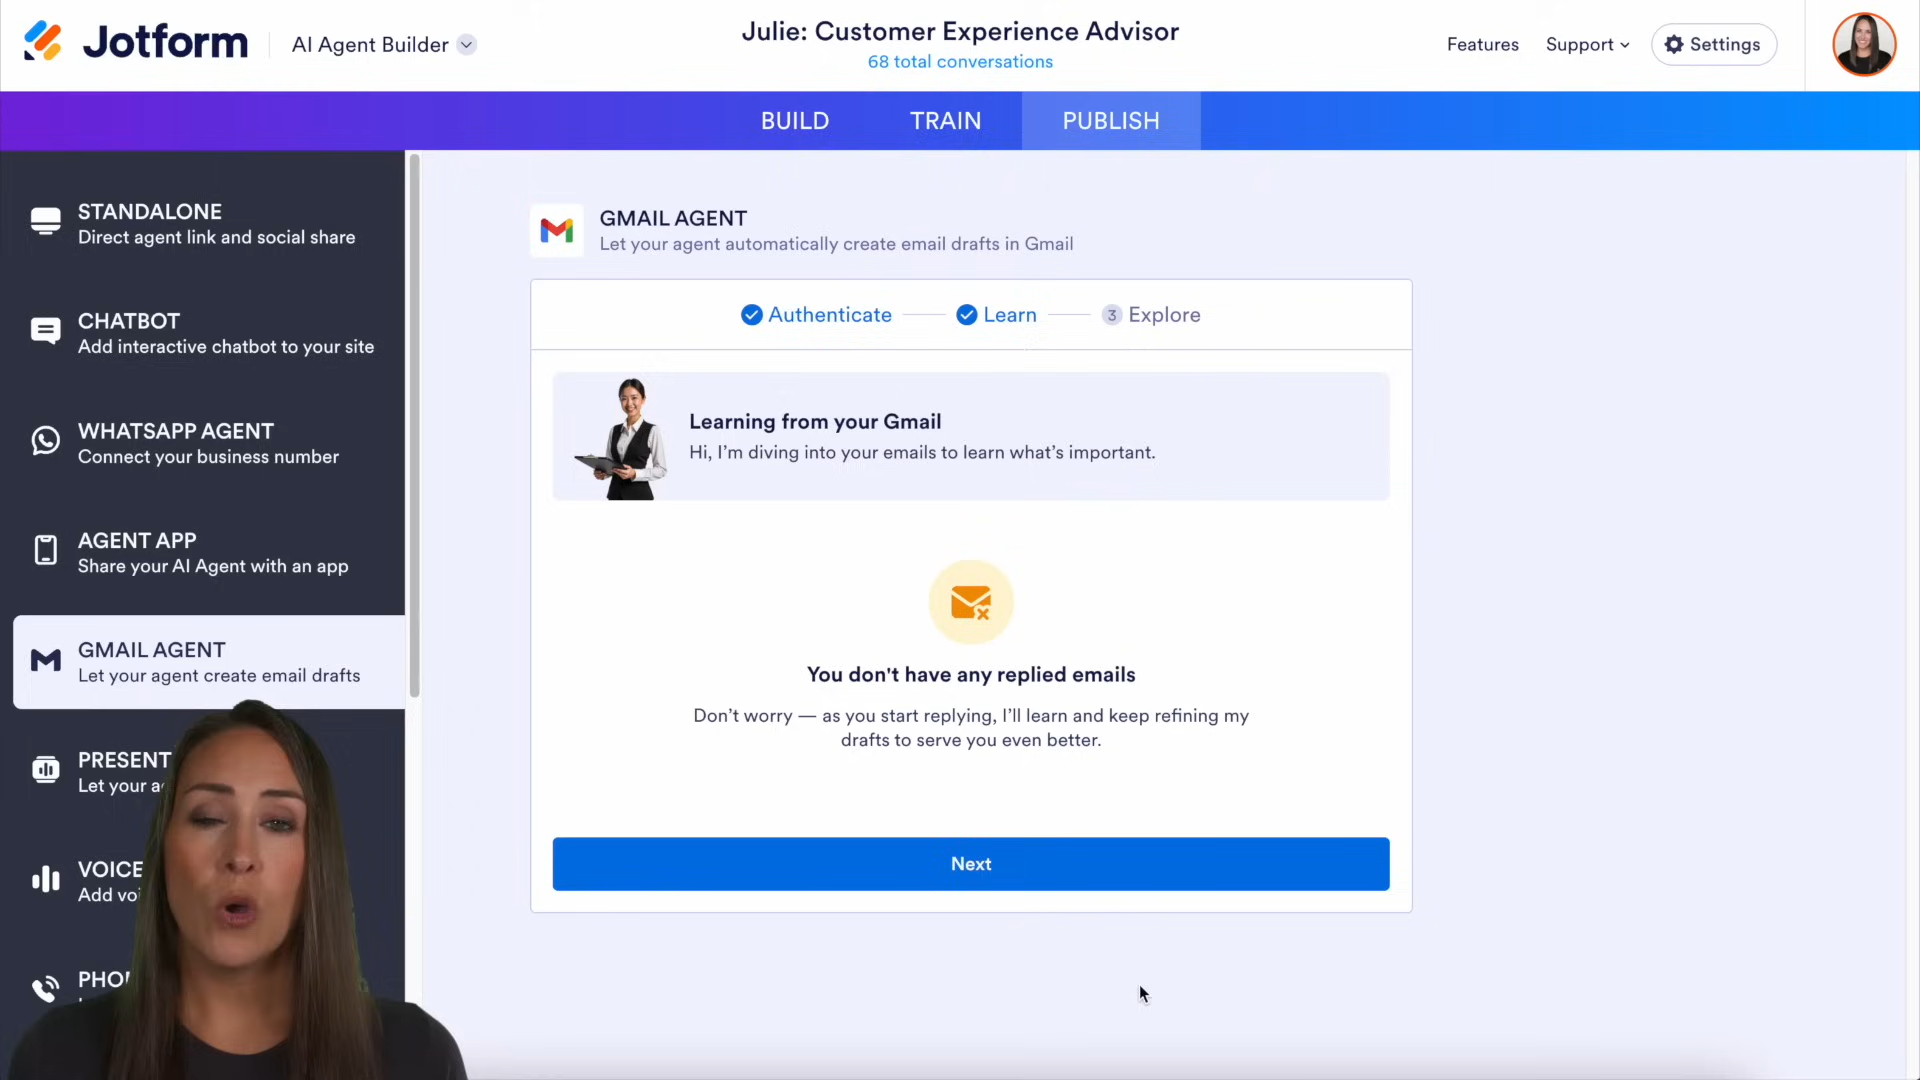 Jotform
AI Agent Builder
Julie: Customer Experience Advisor
68 total conversations
Features
Support
Settings
BUILD
TRAIN
PUBLISH
STANDALONE
Direct agent link and social share
CHATBOT
Add interactive chatbot to your site
WHATSAPP AGENT
Connect your business number
AGENT APP
Share your AI Agent with an app
GMAIL AGENT
Let your agent create email drafts
PRESENT
Let your a
VOICE
Add voi
PHO
GMAIL AGENT
Let your agent automatically create email drafts in Gmail
Authenticate
Learn
3 Explore
Learning from your Gmail
Hi, I’m diving into your emails to learn what’s important.
You don't have any replied emails
Don’t worry — as you start replying, I’ll learn and keep refining my
drafts to serve you even better.
Next